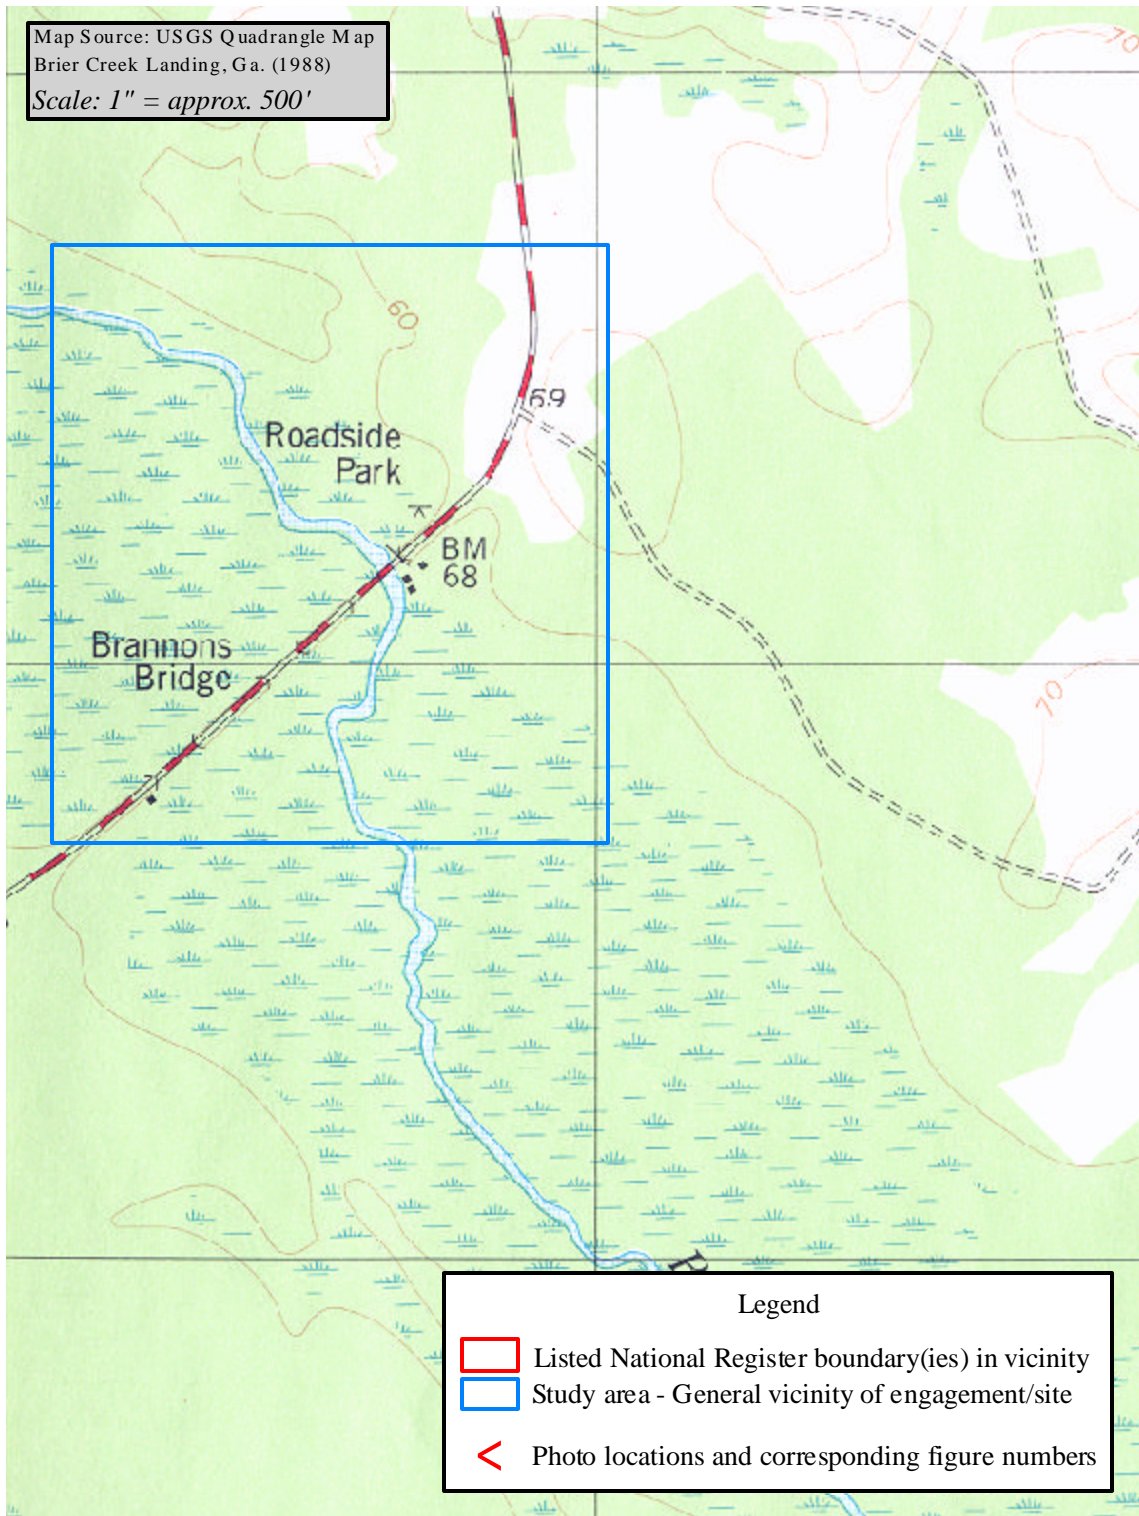 Map Source: USGS Quadrangle Map
Brier Creek Landing, Ga. (1988)
Scale: 1" = approx. 500'
70
60
69
Roadside
Park
BM
68
Brannons
Bridge
70
Legend
Listed National Register boundary(ies) in vicinity
Study area - General vicinity of engagement/site
Photo locations and corresponding figure numbers